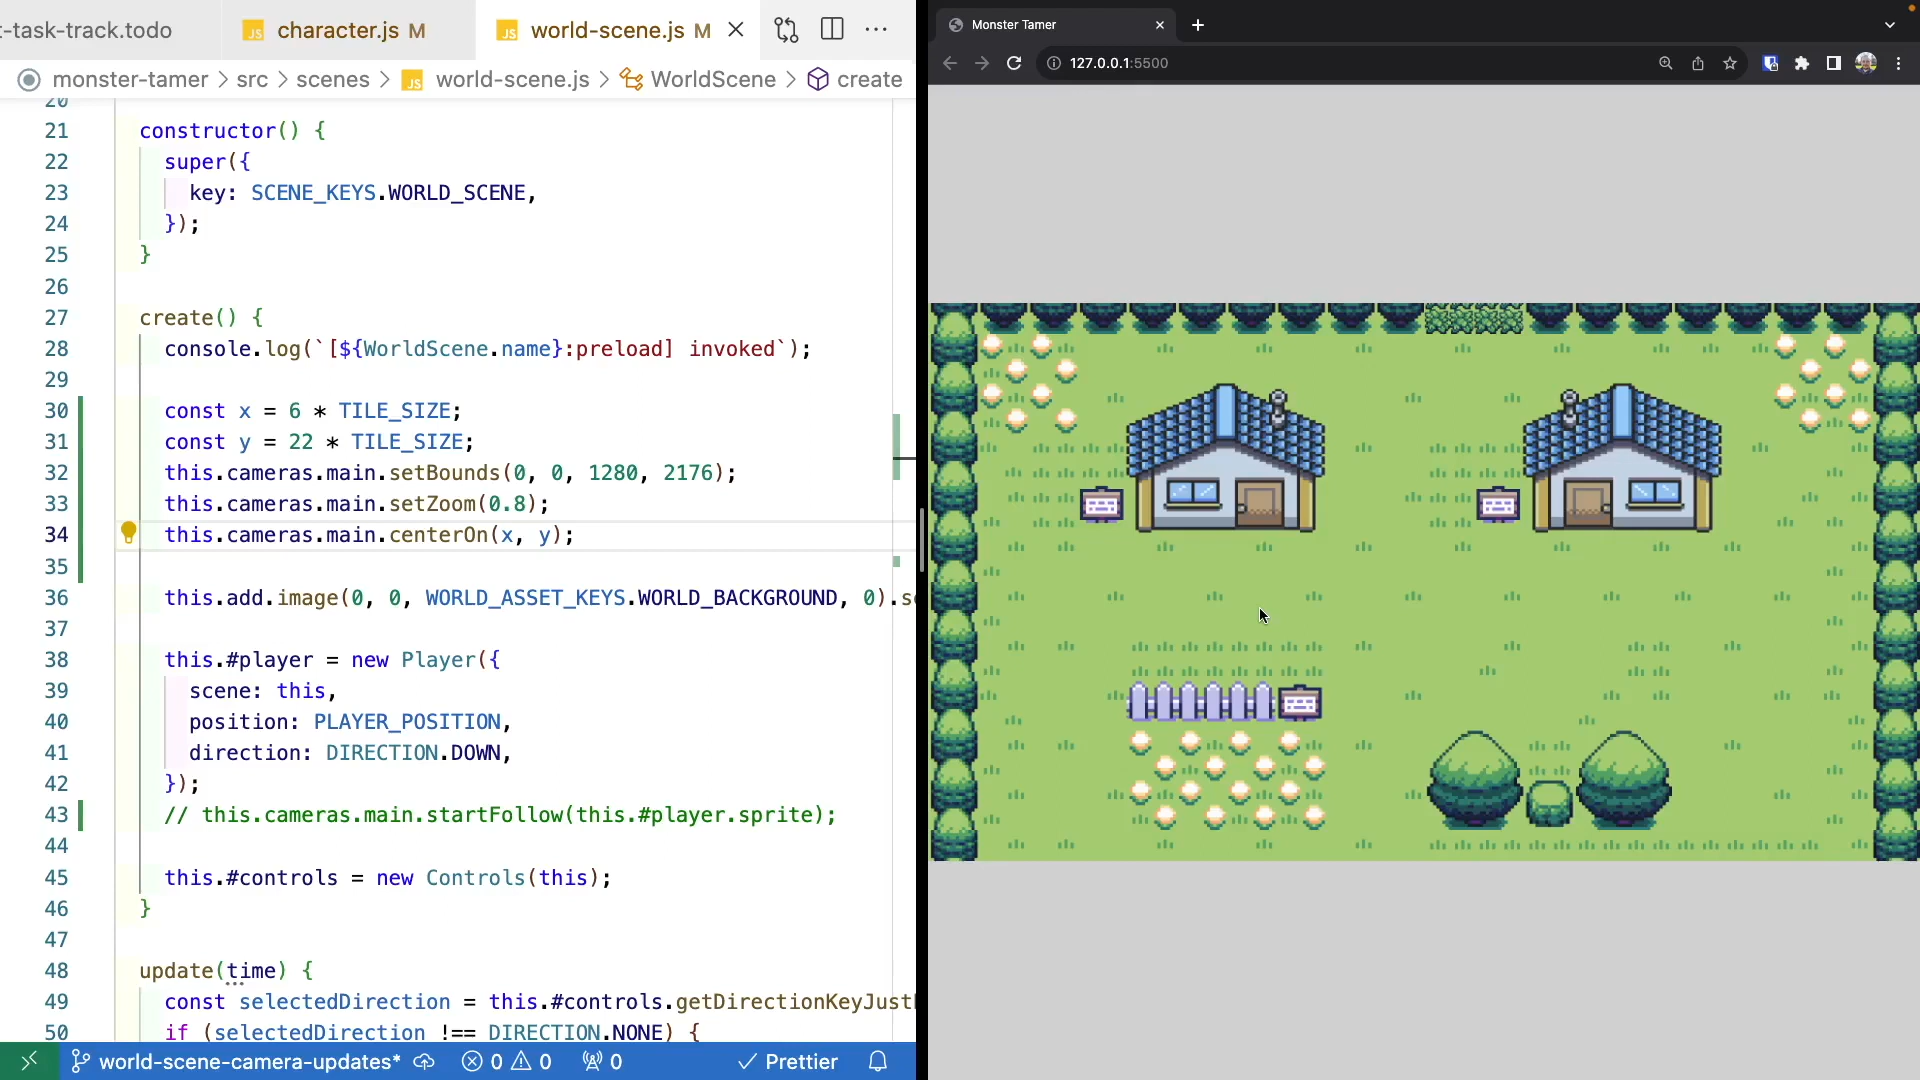 t-task-track.todo
JS character.js M
JS world-scene.js M
monster-tamer > src > scenes > JS world-scene.js > WorldScene > create
20
21 constructor() {
22 super({
23 key: SCENE_KEYS.WORLD_SCENE,
24 });
25 }
26
27 create() {
28 console.log(`[${WorldScene.name}:preload] invoked`);
29
30 const x = 6 * TILE_SIZE;
31 const y = 22 * TILE_SIZE;
32 this.cameras.main.setBounds(0, 0, 1280, 2176);
33 this.cameras.main.setZoom(0.8);
34 this.cameras.main.centerOn(x, y);
35
36 this.add.image(0, 0, WORLD_ASSET_KEYS.WORLD_BACKGROUND, 0).s
37
38 this.#player = new Player({
39 scene: this,
40 position: PLAYER_POSITION,
41 direction: DIRECTION.DOWN,
42 });
43 // this.cameras.main.startFollow(this.#player.sprite);
44
45 this.#controls = new Controls(this);
46 }
47
48 update(time) {
49 const selectedDirection = this.#controls.getDirectionKeyJust
50 if (selectedDirection !== DIRECTION.NONE) {
world-scene-camera-updates* 0 0 0 Prettier
Monster Tamer
127.0.0.1:5500